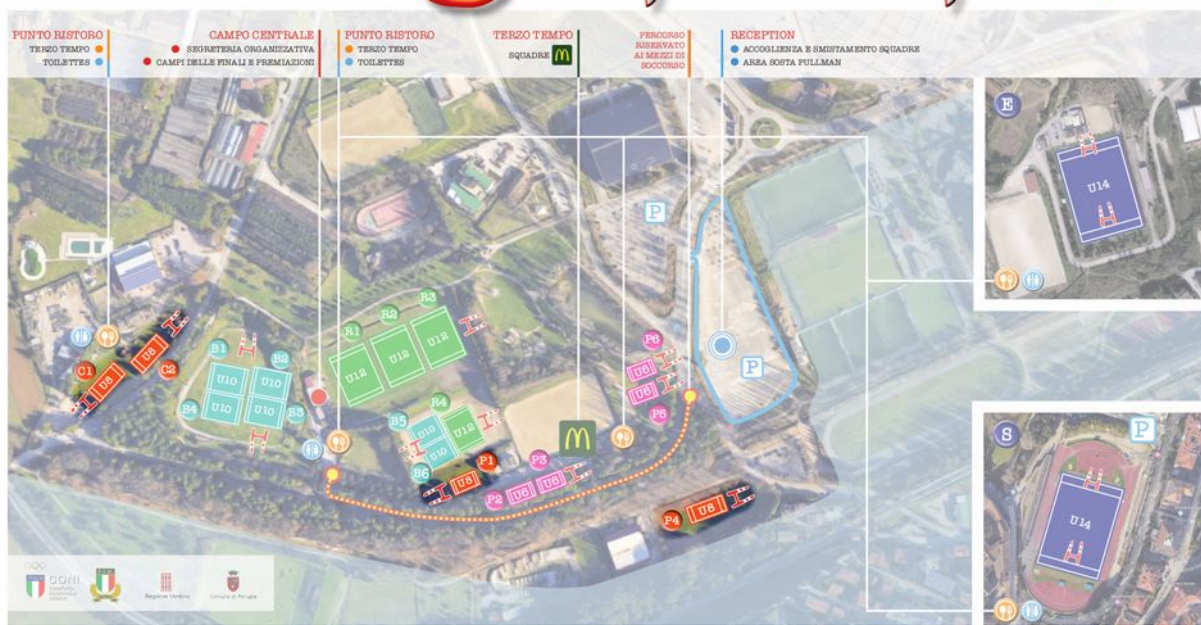 PUNTO RISTORO
TERZO TEMPO
TOILETTES
CAMPO CENTRALE
SEGRETERIA ORGANIZZATIVA
CAMPI DELLE FINALI E PREMIAZIONI
PUNTO RISTORO
TERZO TEMPO
TOILETTES
TERZO TEMPO
SQUADRE M
PERCORSO
RISERVATO
AI MEZZI DI
SOCCORSO
RECEPTION
ACCOGLIENZA E SMISTAMENTO SQUADRE
AREA SOSTA PULLMAN
E
U14
P
R3
R2
R1
U12
U12
U12
P6
U6
U6
P5
P
B1
B2
U10
U10
U10
U10
B4
B3
C1
U8
U8
C2
R4
B5
U10
U12
U10
B6
M
P1
U8
P3
P2
U6
U6
P4
U8
S
P
U14
CONI
Regione Umbria
Comune di Perugia